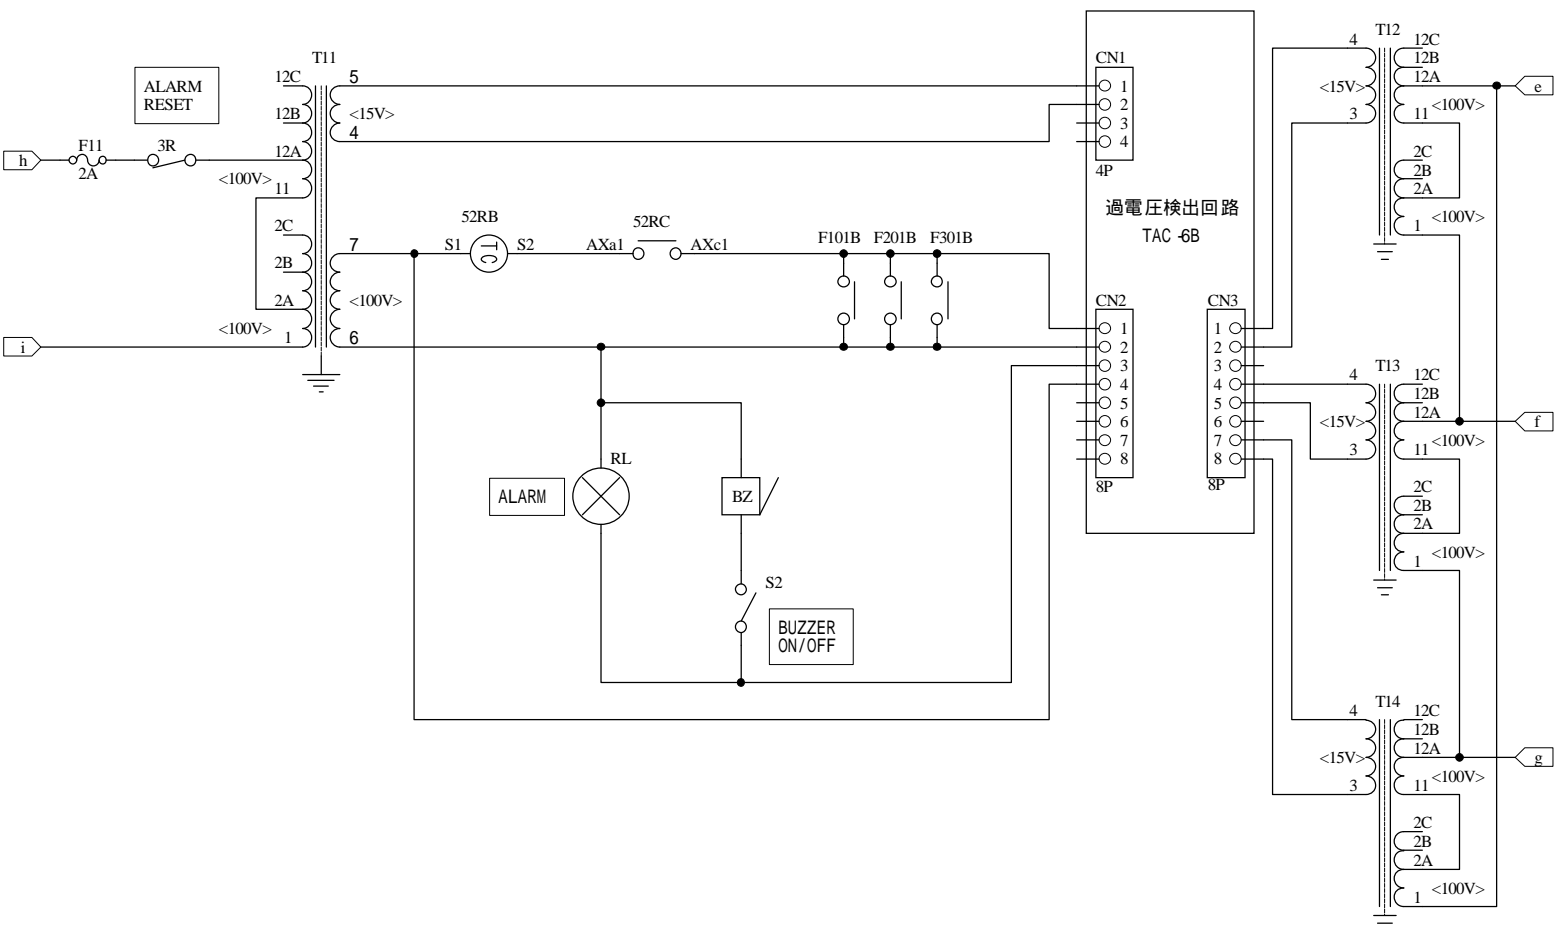 T11
ALARM
RESET
h
F11
2A
3R
12C
12B
12A
<100V>
11
2C
2B
2A
<100V>
1
i
5
<15V>
4
7
<100V>
6
52RB
S1
TC
S2
52RC
AXa1
AXc1
F101B
F201B
F301B
RL
ALARM
BZ
S2
BUZZER
ON/OFF
CN1
1
2
3
4
4P
過電圧検出回路
TAC-6B
CN2
1
2
3
4
5
6
7
8
8P
CN3
1
2
3
4
5
6
7
8
8P
T12
4
<15V>
3
12C
12B
12A
<100V>
11
2C
2B
2A
<100V>
1
e
T13
4
<15V>
3
12C
12B
12A
<100V>
11
2C
2B
2A
<100V>
1
f
T14
4
<15V>
3
12C
12B
12A
<100V>
11
2C
2B
2A
<100V>
1
g